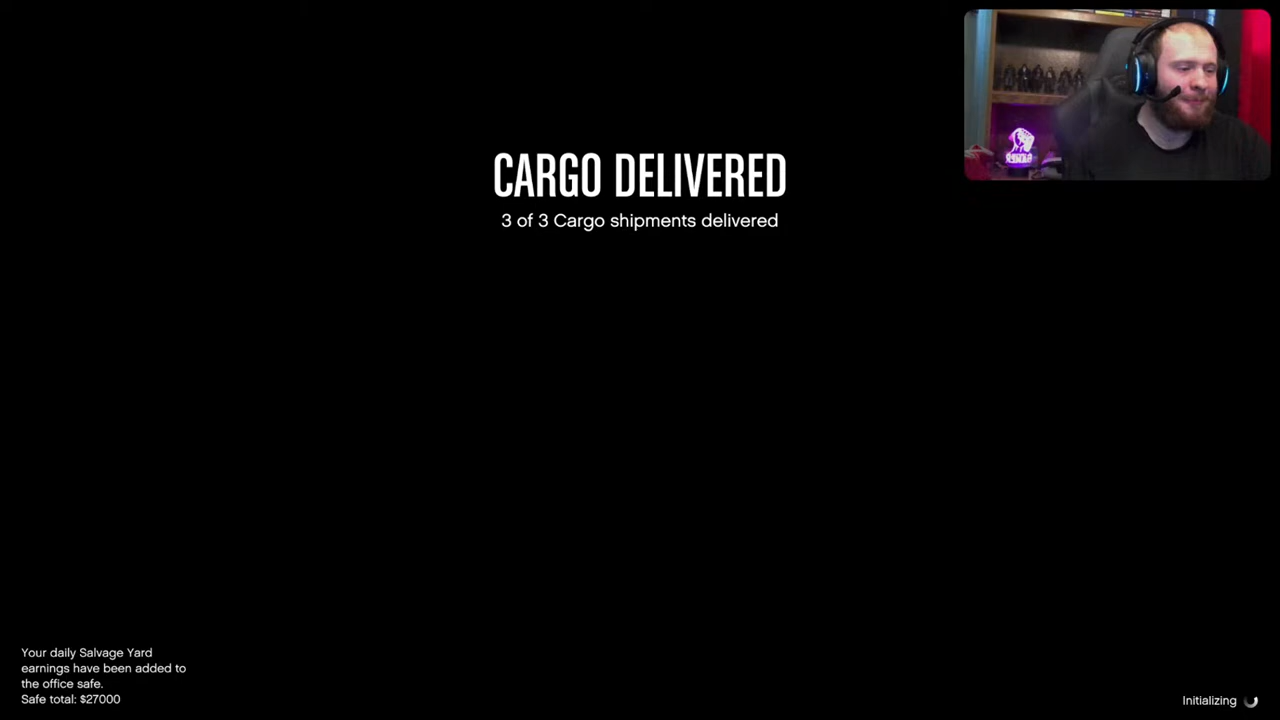 CARGO DELIVERED
3 of 3 Cargo shipments delivered
Your daily Salvage Yard
earnings have been added to
the office safe.
Safe total: $27000
Initializing